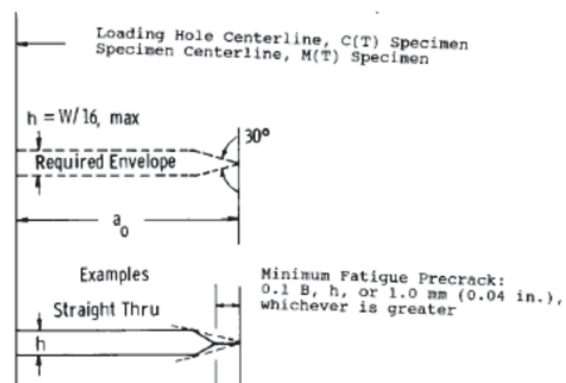 Loading Hole Centerline, C(T) Specimen
Specimen Centerline, M(T) Specimen
h = W/16, max
30°
Required Envelope
a₀
Examples
Minimum Fatigue Precrack:
0.1 B, h, or 1.0 mm (0.04 in.),
whichever is greater
Straight Thru
h